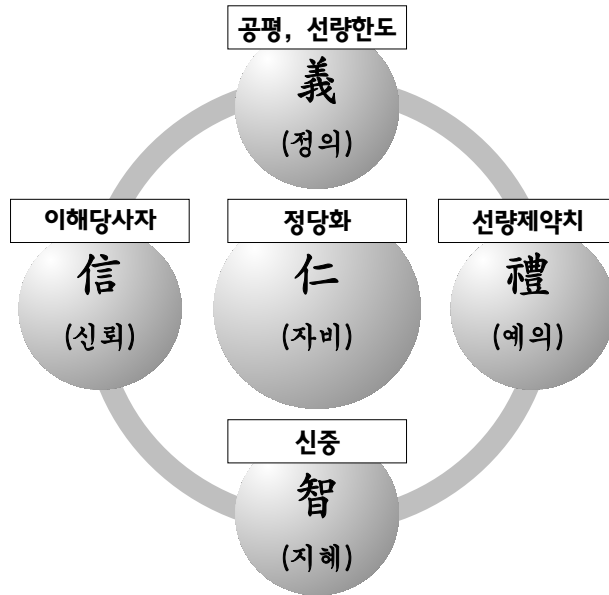 공평, 선량한도
義
(정의)
이해당사자
信
(신뢰)
정당화
仁
(자비)
선량제약치
禮
(예의)
신중
智
(지혜)